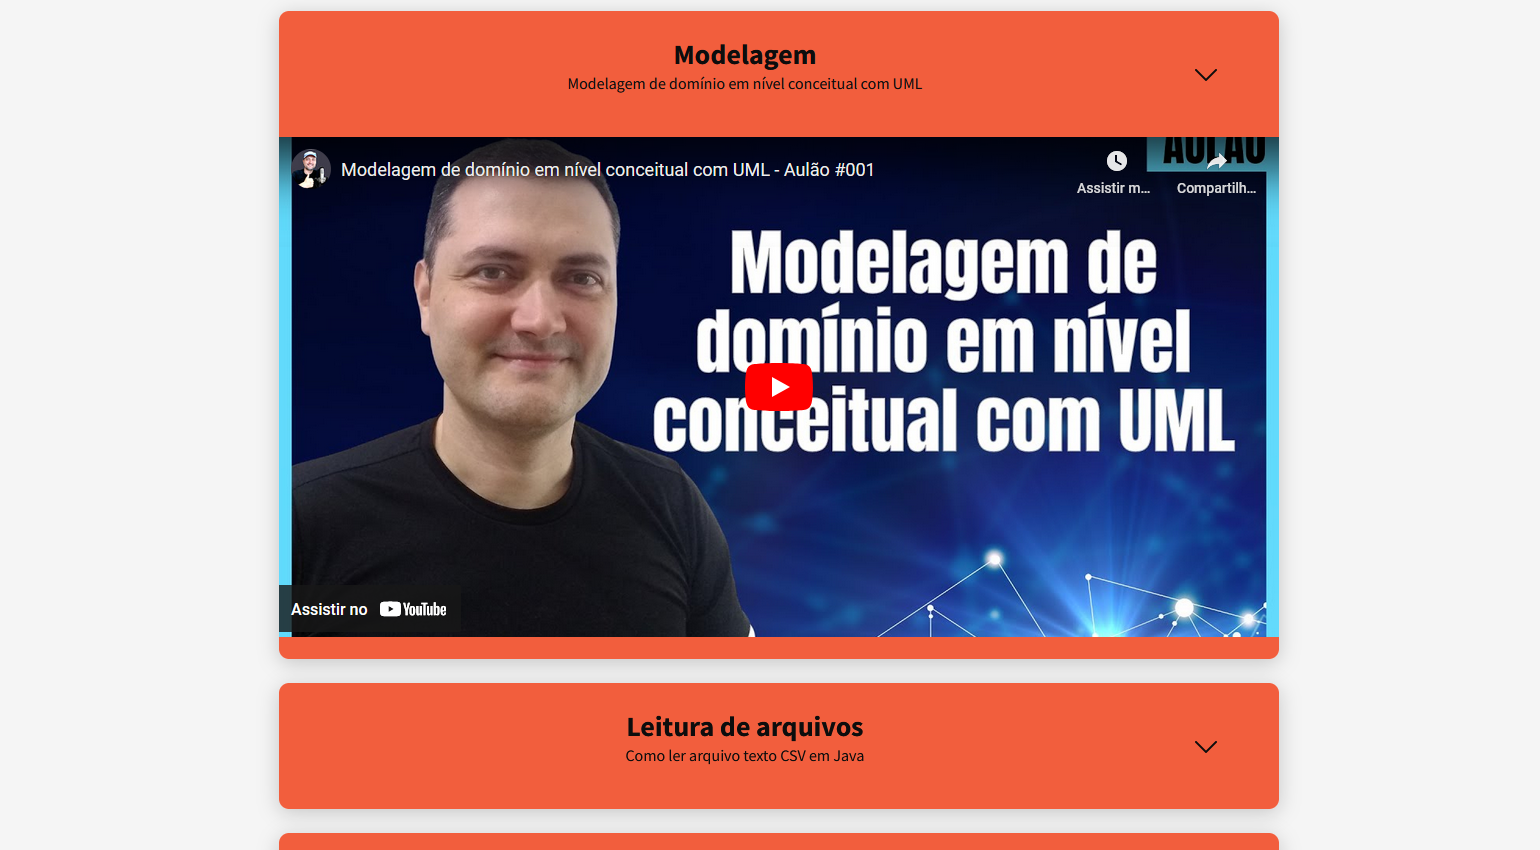 Modelagem
Modelagem de domínio em nível conceitual com UML
Modelagem de domínio em nível conceitual com UML - Aulão #001
AULÃO
Assistir m...
Compartilh...
Modelagem de
domínio em nível
conceitual com UML
Assistir no YouTube
Leitura de arquivos
Como ler arquivo texto CSV em Java